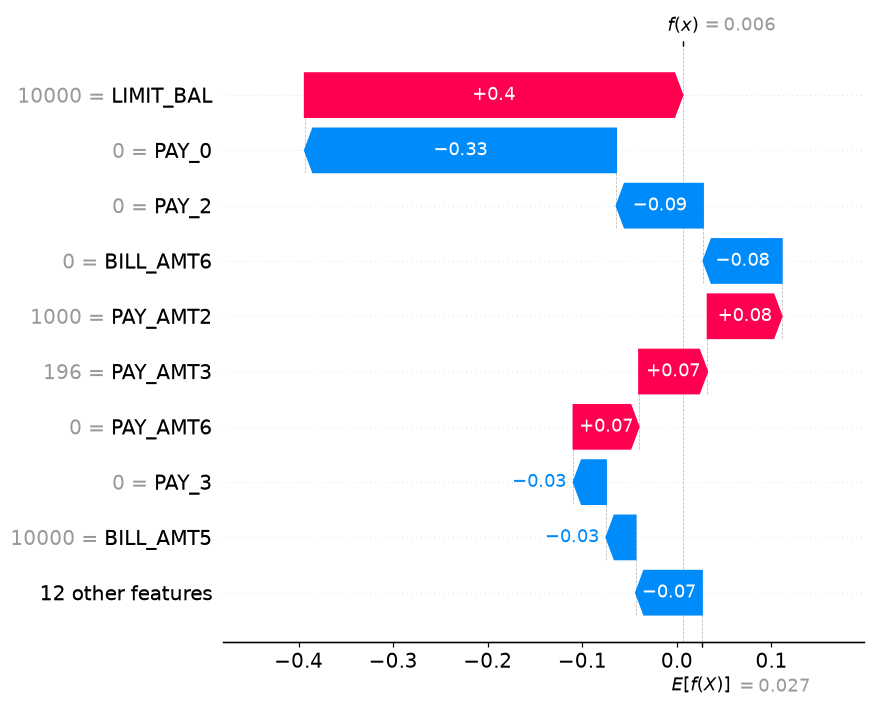 f(x) = 0.006
10000 = LIMIT_BAL +0.4
0 = PAY_0 −0.33
0 = PAY_2 −0.09
0 = BILL_AMT6 −0.08
1000 = PAY_AMT2 +0.08
196 = PAY_AMT3 +0.07
0 = PAY_AMT6 +0.07
0 = PAY_3 −0.03
10000 = BILL_AMT5 −0.03
12 other features −0.07
−0.4 −0.3 −0.2 −0.1 0.0 0.1
E[f(X)] = 0.027